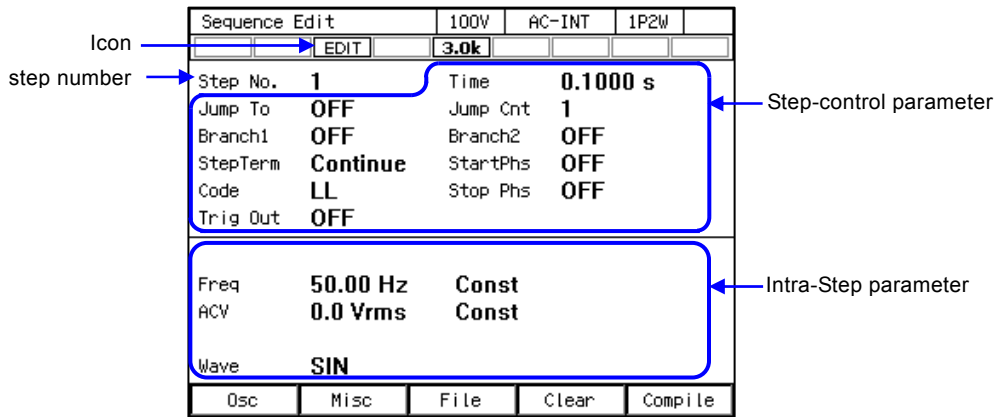 Sequence Edit 100V AC-INT 1P2W
Icon EDIT 3.0k
step number Step No. 1 Time 0.1000 s
Jump To OFF Jump Cnt 1 Step-control parameter
Branch1 OFF Branch2 OFF
StepTerm Continue StartPhs OFF
Code LL Stop Phs OFF
Trig Out OFF
Freq 50.00 Hz Const Intra-Step parameter
ACV 0.0 Vrms Const
Wave SIN
Osc Misc File Clear Compile